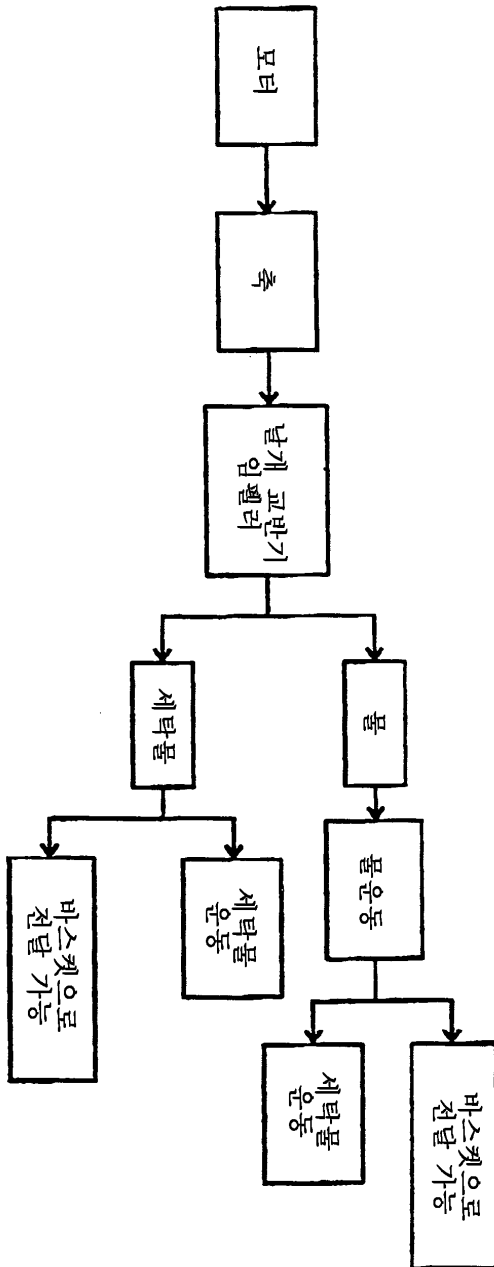 모터
축
날개 교반기
임펠러
물
세탁물
물운동
세탁물
운동
바스켓으로
전달 가능
바스켓으로
전달 가능
세탁물
운동